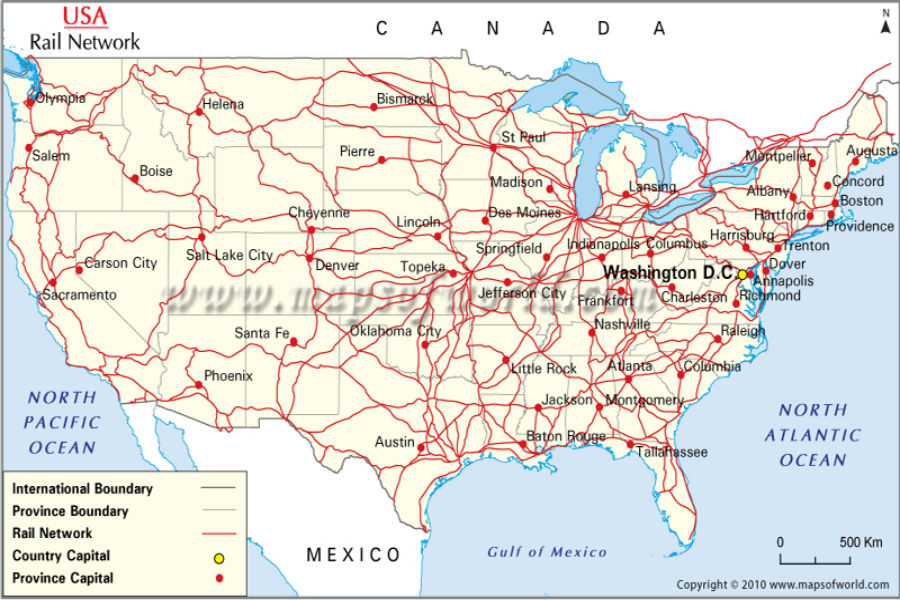 USA
Rail Network
C A N A D A
N
Olympia
Helena
Bismarck
St Paul
Salem
Boise
Pierre
Madison
Lansing
Montpelier
Augusta
Concord
Albany
Boston
Hartford
Providence
Cheyenne
Lincoln
Des Moines
Harrisburg
Trenton
Salt Lake City
Carson City
Denver
Topeka
Springfield
Indianapolis
Columbus
Washington D.C.
Dover
Annapolis
Sacramento
Jefferson City
Frankfort
Charleston
Richmond
www.mapsofworld.com
Santa Fe
Oklahoma City
Nashville
Raleigh
Phoenix
Little Rock
Atlanta
Columbia
Jackson
Montgomery
Austin
Baton Rouge
Tallahassee
NORTH
PACIFIC
OCEAN
NORTH
ATLANTIC
OCEAN
International Boundary
Province Boundary
Rail Network
Country Capital
Province Capital
MEXICO
Gulf of Mexico
0 500 Km
Copyright © 2010 www.mapsofworld.com